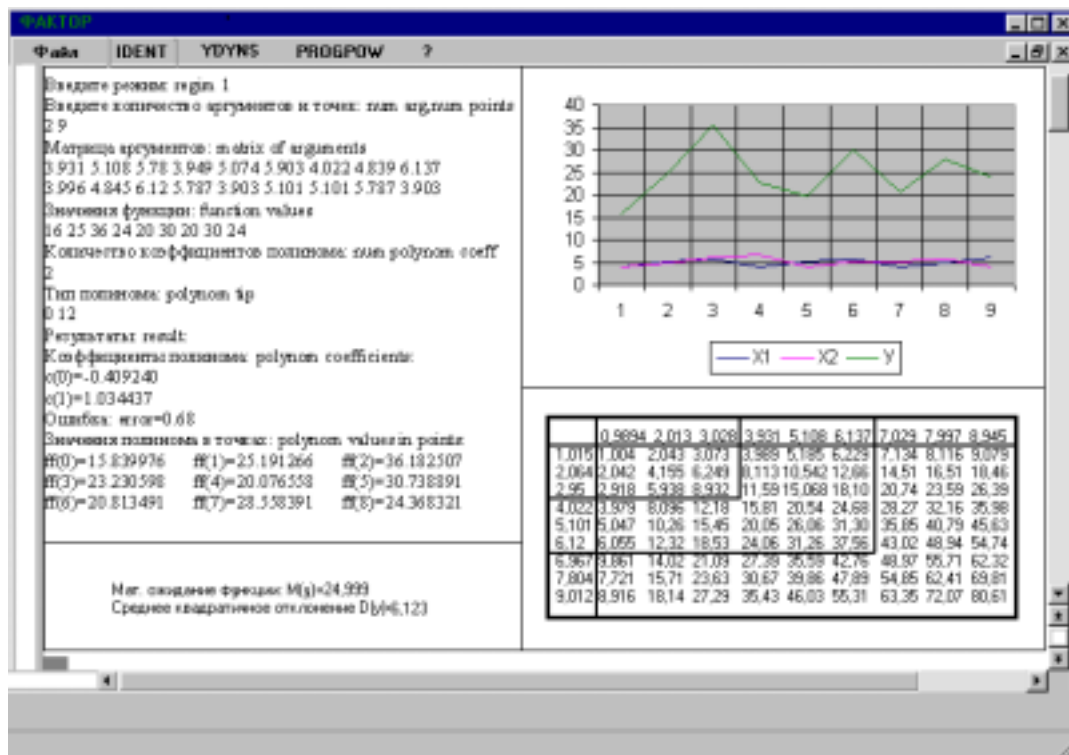 ФАКТОР
Файл IDENT YDYNS PROGPOW ?
Введите режим: regim 1
Введите количество аргументов и точек: num arg,num points
2 9
Матрица аргументов: matrix of arguments
3.931 5.108 5.78 3.949 5.074 5.903 4.022 4.839 6.137
3.996 4.845 6.12 5.787 3.903 5.101 5.101 5.787 3.903
Значения функции: function values
16 25 36 24 20 30 20 30 24
Количество коэффициентов полинома: num polynom coeff
2
Тип полинома: polynom tip
0 12
Результаты: result:
Коэффициенты полинома: polynom coefficients:
c(0)=-0.409240
c(1)=1.034437
Ошибка: error=0.68
Значения полинома в точках: polynom values in points:
ff(0)=15.839976 ff(1)=25.191266 ff(2)=36.182507
ff(3)=23.230598 ff(4)=20.076558 ff(5)=30.738891
ff(6)=20.813491 ff(7)=28.558391 ff(8)=24.368321
Мат. ожидание функции: M(y)=24,999
Среднее квадратичное отклонение D(y)=6,123
40
35
30
25
20
15
10
5
0
1 2 3 4 5 6 7 8 9
X1 X2 У
0,9894 2,013 3,028 3,931 5,108 6,137 7,029 7,997 8,945
1,015 1,004 2,043 3,073 3,989 5,185 6,229 7,134 8,116 9,079
2,064 2,042 4,155 6,249 8,113 10,542 12,66 14,51 16,51 18,46
2,95 2,918 5,938 8,932 11,59 15,068 18,10 20,74 23,59 26,39
4,022 3,979 8,096 12,18 15,81 20,54 24,68 28,27 32,16 35,98
5,101 5,047 10,26 15,45 20,05 26,06 31,30 35,85 40,79 45,63
6,12 6,055 12,32 18,53 24,06 31,26 37,56 43,02 48,94 54,74
6,967 9,861 14,02 21,09 27,39 35,59 42,76 48,97 55,71 62,32
7,804 7,721 15,71 23,63 30,67 39,86 47,89 54,85 62,41 69,81
9,012 8,916 18,14 27,29 35,43 46,03 55,31 63,35 72,07 80,61